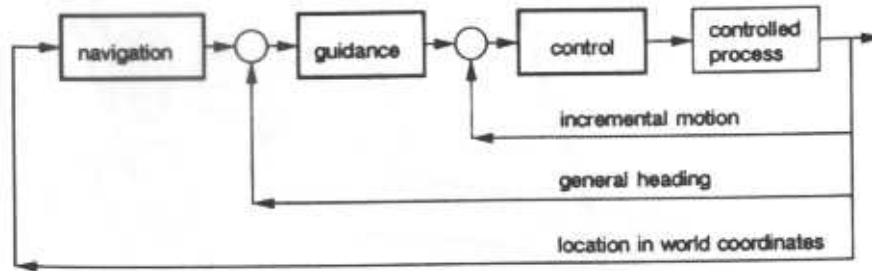 navigation
guidance
control
controlled
process
incremental motion
general heading
location in world coordinates